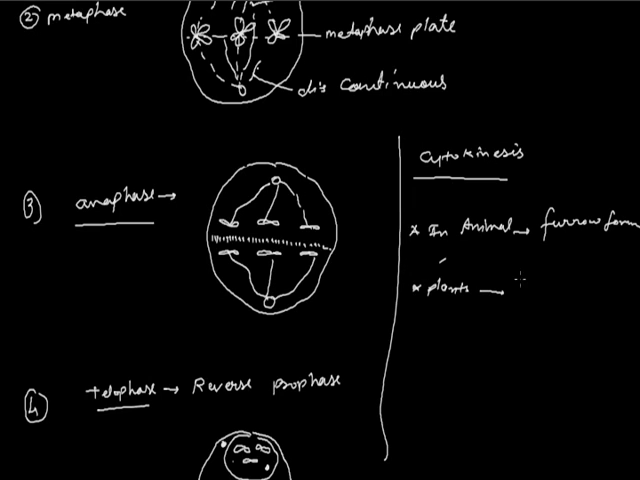 ② metaphase
metaphase plate
dis continuous
③ anaphase →
④ telophase → Reverse prophase
Cytokinesis
* In Animal → furrow form
* plants —